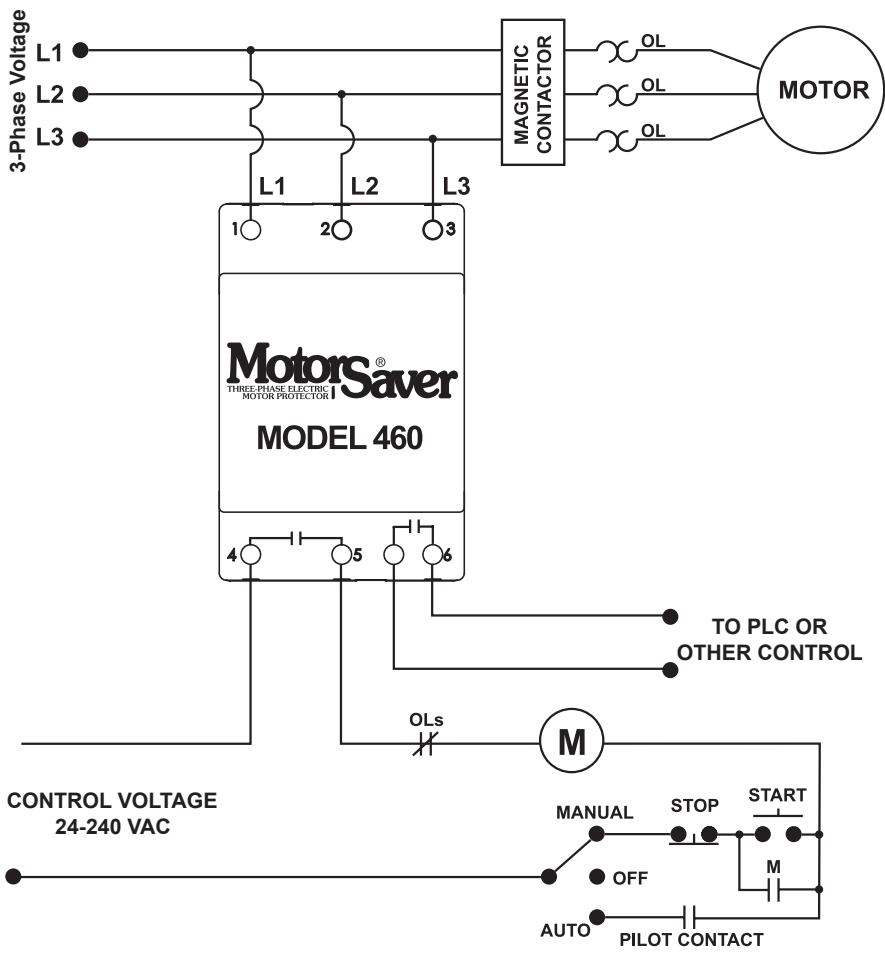 3-Phase Voltage
L1
L2
L3
MAGNETIC
CONTACTOR
OL
OL
OL
MOTOR
L1
L2
L3
1
2
3
MotorSaver®
THREE-PHASE ELECTRIC
MOTOR PROTECTOR
MODEL 460
4
5
6
TO PLC OR
OTHER CONTROL
OLs
M
CONTROL VOLTAGE
24-240 VAC
MANUAL
STOP
START
M
OFF
AUTO
PILOT CONTACT